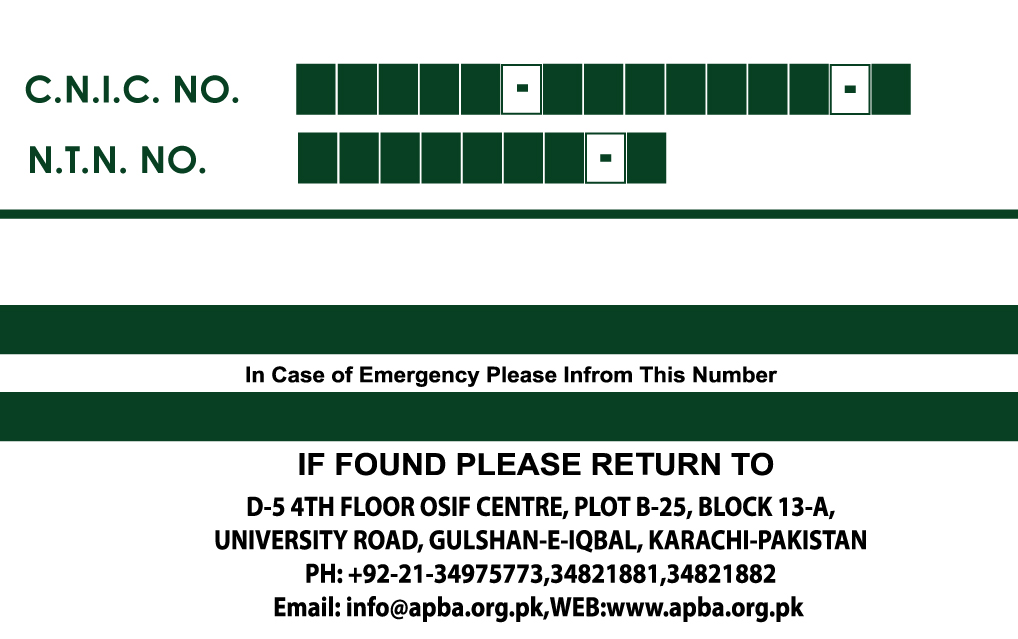 C.N.I.C. NO. - -
N.T.N. NO. -
In Case of Emergency Please Infrom This Number
IF FOUND PLEASE RETURN TO
D-5 4TH FLOOR OSIF CENTRE, PLOT B-25, BLOCK 13-A,
UNIVERSITY ROAD, GULSHAN-E-IQBAL, KARACHI-PAKISTAN
PH: +92-21-34975773,34821881,34821882
Email: info@apba.org.pk,WEB:www.apba.org.pk